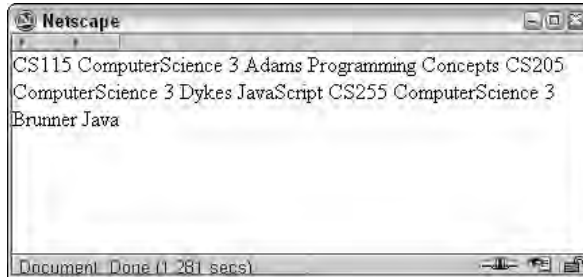 Netscape
CS115 ComputerScience 3 Adams Programming Concepts CS205
ComputerScience 3 Dykes JavaScript CS255 ComputerScience 3
Brunner Java
Document: Done (1.281 secs)